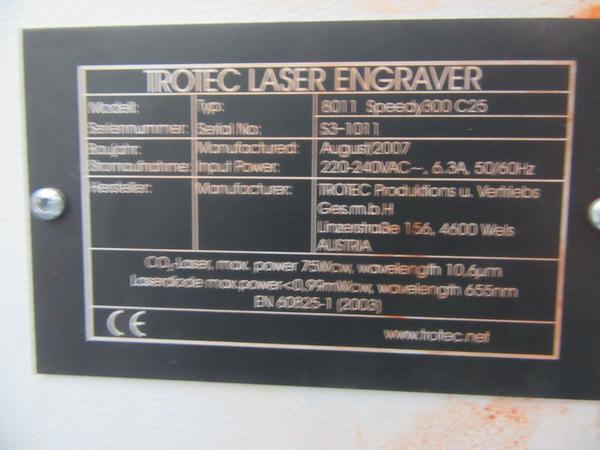 TROTEC LASER ENGRAVER
Modell: Typ: 8011 Speedy300 C25
Seriennummer: Serial No: S3-1011
Baujahr: Manufactured: August/2007
Stromaufnahme: Input Power: 220-240VAC~, 6.3A, 50/60Hz
Hersteller: Manufacturer: TROTEC Produktions u. Vertriebs
Ges.m.b.H
Linzerstraße 156, 4600 Wels
AUSTRIA
CO₂-Laser, max. power 75Wcw, wavelength 10,6µm
Laserdiode max.power<0,99mWcw, wavelength 655nm
EN 60825-1 (2003)
CE www.trotec.net